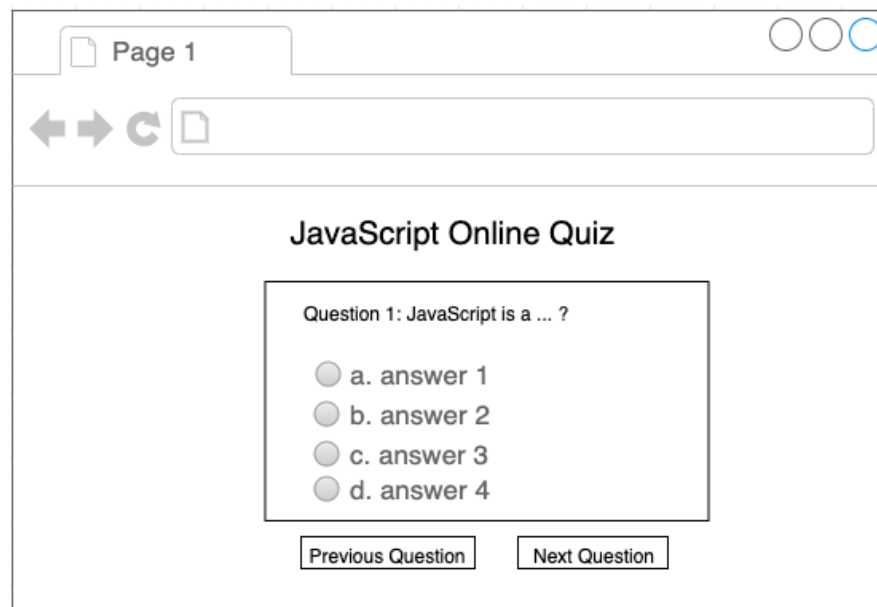 Page 1
JavaScript Online Quiz
Question 1: JavaScript is a ... ?
a. answer 1
b. answer 2
c. answer 3
d. answer 4
Previous Question
Next Question